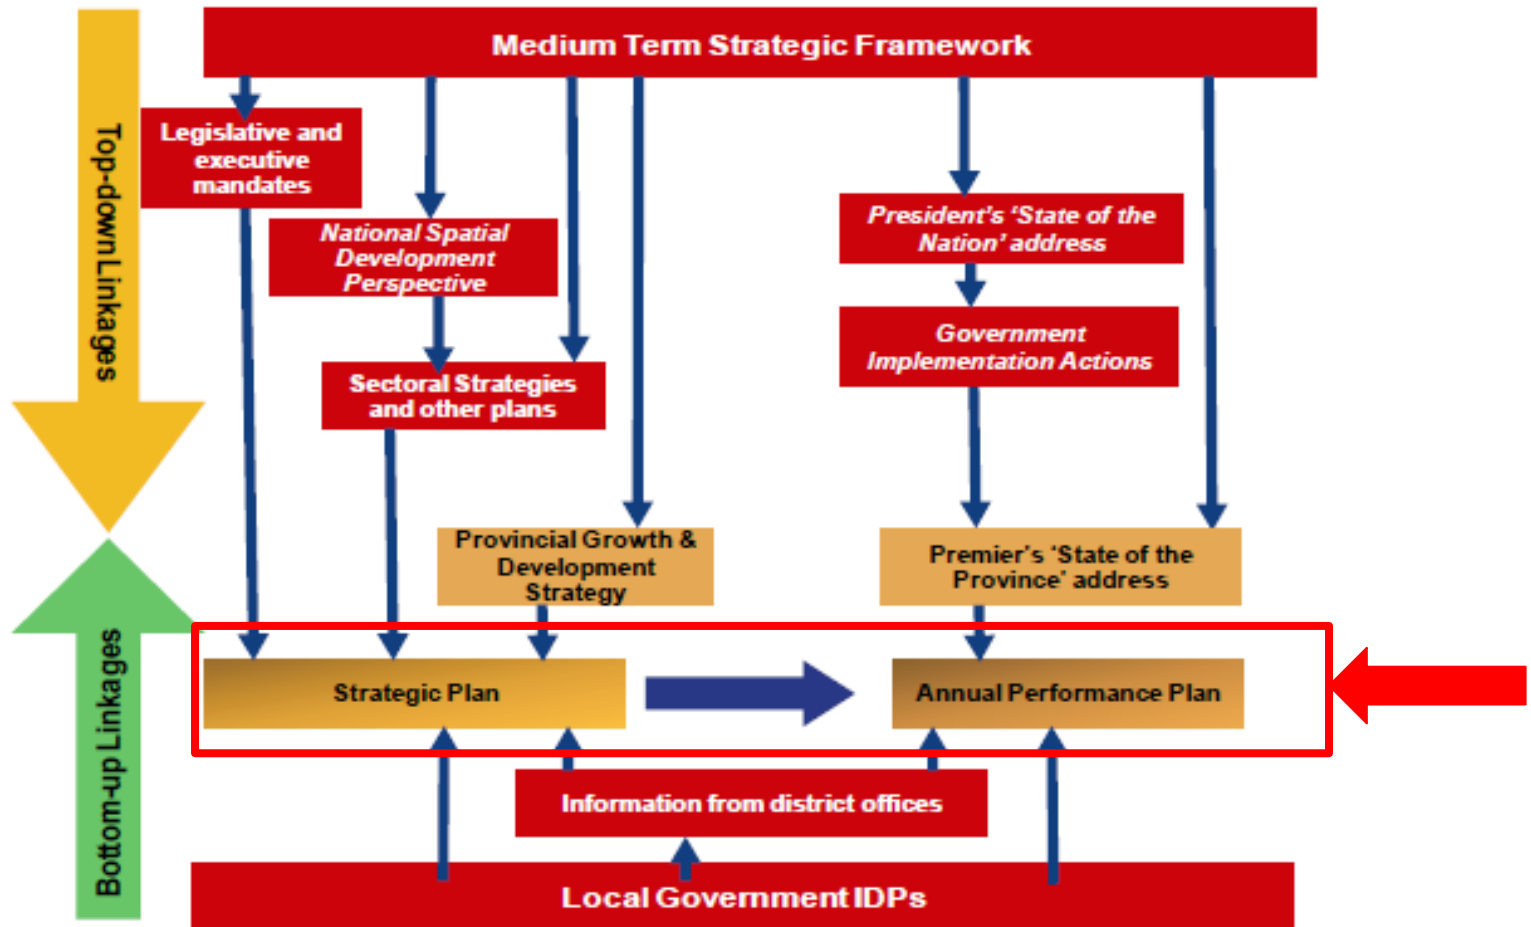 Medium Term Strategic Framework
Top-down Linkages
Legislative and
executive
mandates
National Spatial
Development
Perspective
President's 'State of the
Nation' address
Government
Implementation Actions
Sectoral Strategies
and other plans
Provincial Growth &
Development
Strategy
Premier's 'State of the
Province' address
Bottom-up Linkages
Strategic Plan
Annual Performance Plan
Information from district offices
Local Government IDPs